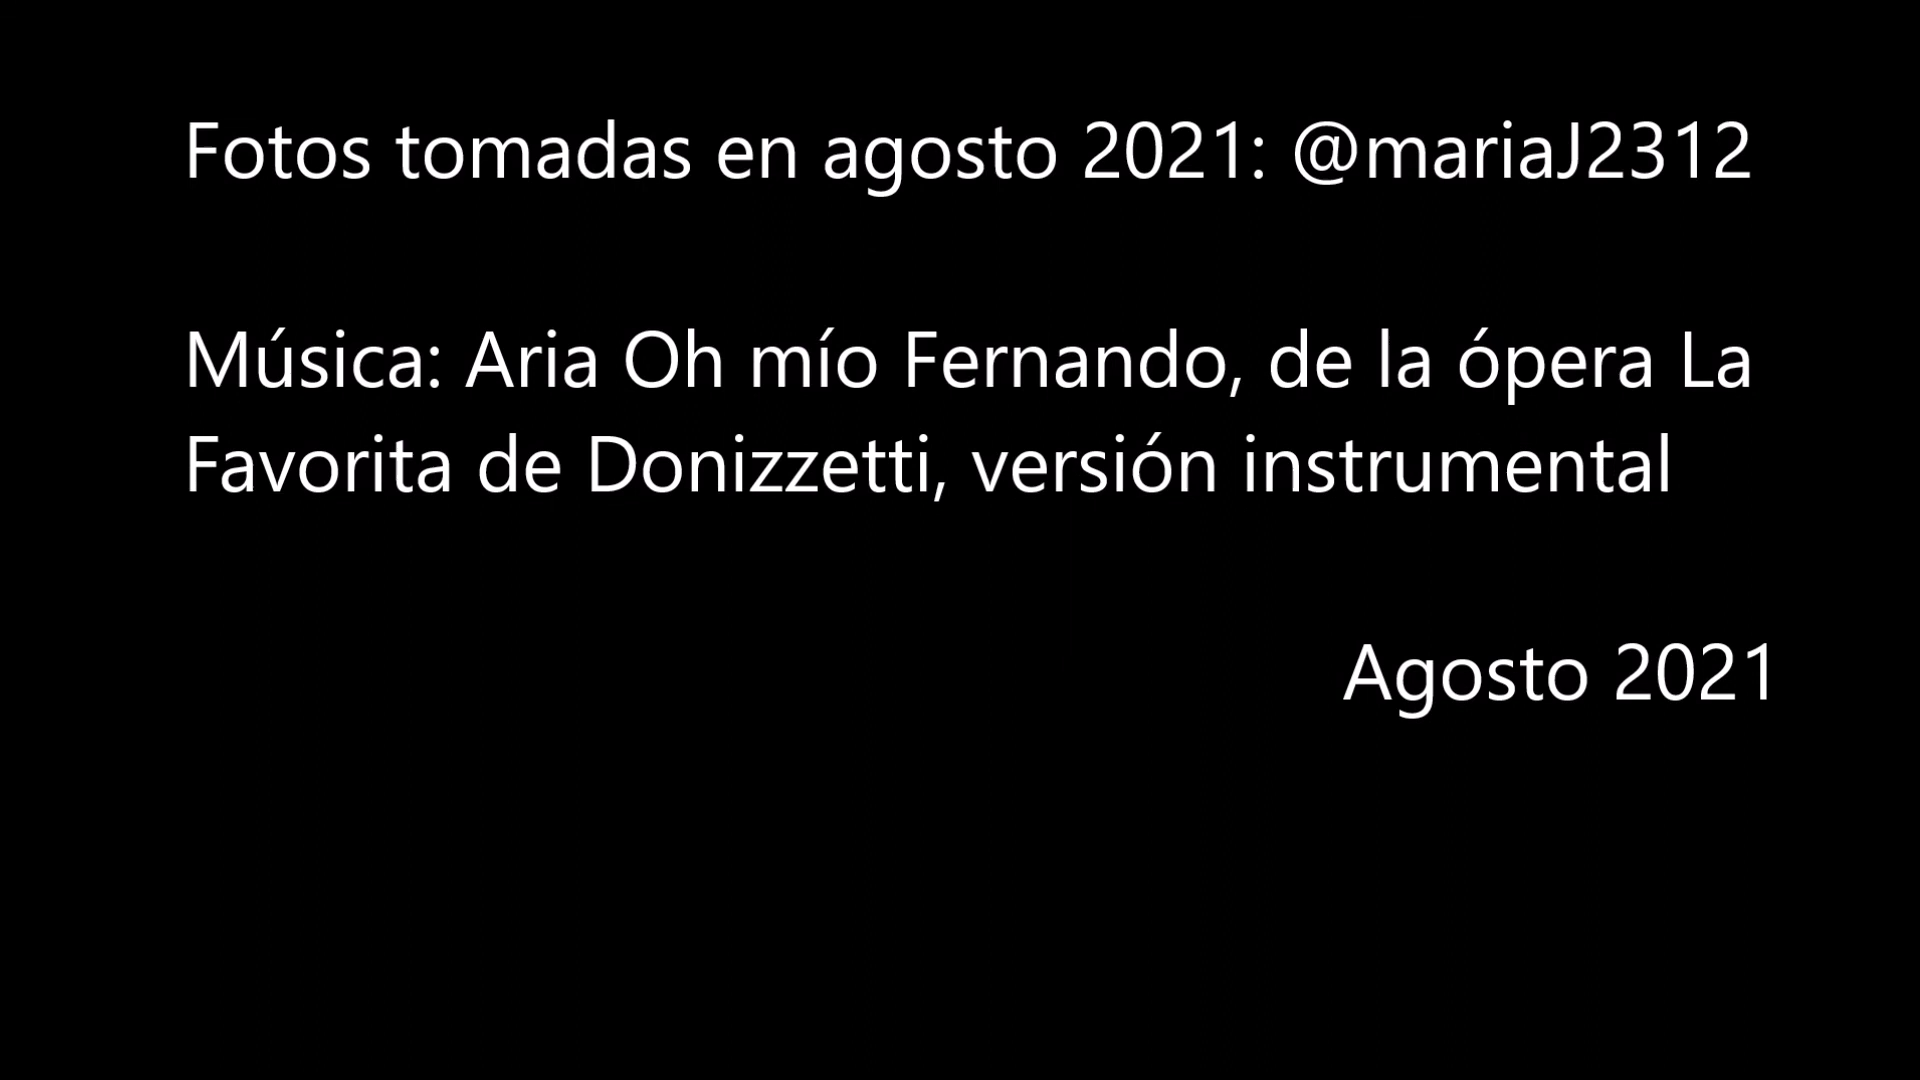 Fotos tomadas en agosto 2021: @mariaJ2312
Música: Aria Oh mío Fernando, de la ópera La
Favorita de Donizzetti, versión instrumental
Agosto 2021